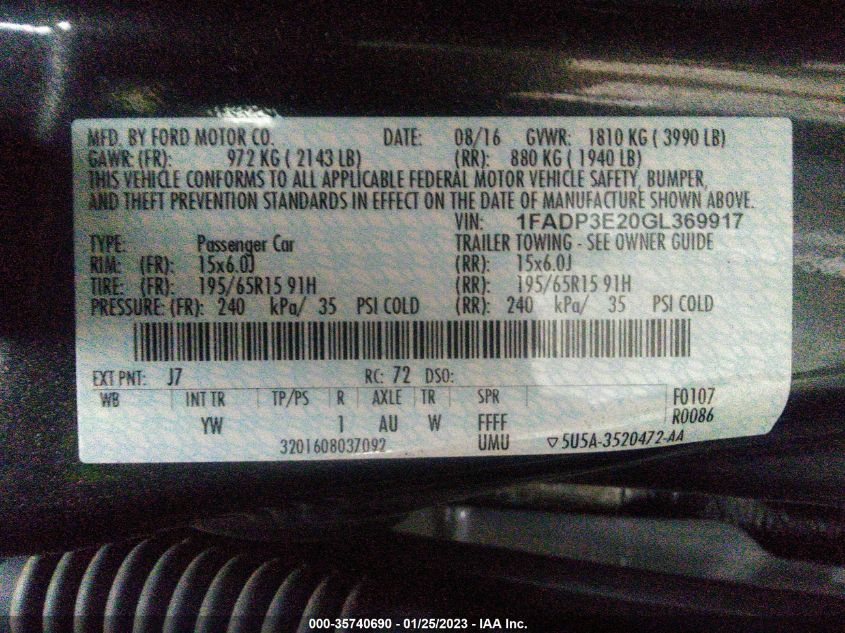 MFD. BY FORD MOTOR CO. DATE: 08/16 GVWR: 1810 KG ( 3990 LB)
GAWR: (FR): 972 KG ( 2143 LB) (RR): 880 KG ( 1940 LB)
THIS VEHICLE CONFORMS TO ALL APPLICABLE FEDERAL MOTOR VEHICLE SAFETY, BUMPER,
AND THEFT PREVENTION STANDARDS IN EFFECT ON THE DATE OF MANUFACTURE SHOWN ABOVE.
VIN: 1FADP3E20GL369917
TYPE: Passenger Car TRAILER TOWING - SEE OWNER GUIDE
RIM: (FR): 15x6.0J (RR): 15x6.0J
TIRE: (FR): 195/65R15 91H (RR): 195/65R15 91H
PRESSURE: (FR): 240 kPa/ 35 PSI COLD (RR): 240 kPa/ 35 PSI COLD
EXT PNT: J7 RC: 72 DSO:
WB INT TR TP/PS R AXLE TR SPR F0107
YW 1 AU W FFFF R0086
3201608037092 UMU ▽5U5A-3520472-AA
000-35740690 - 01/25/2023 - IAA Inc.